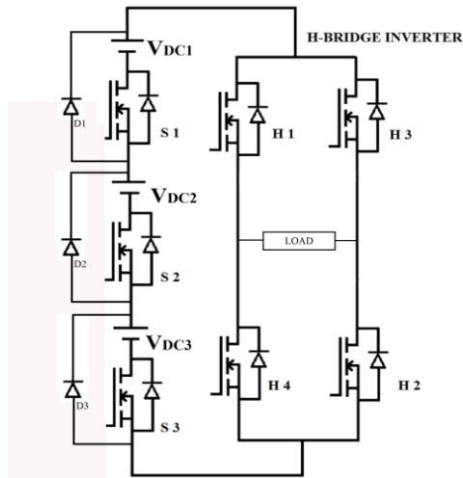 H-BRIDGE INVERTER
VDC1
D1
S 1
H 1
H 3
VDC2
D2
S 2
LOAD
VDC3
D3
S 3
H 4
H 2